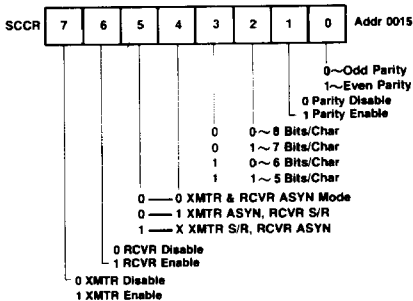 SCCR 7 6 5 4 3 2 1 0 Addr 0015
0~Odd Parity
1~Even Parity
0 Parity Disable
1 Parity Enable
0 0~8 Bits/Char
0 1~7 Bits/Char
1 0~6 Bits/Char
1 1~5 Bits/Char
0 0 XMTR & RCVR ASYN Mode
0 1 XMTR ASYN, RCVR S/R
1 X XMTR S/R, RCVR ASYN
0 RCVR Disable
1 RCVR Enable
0 XMTR Disable
1 XMTR Enable